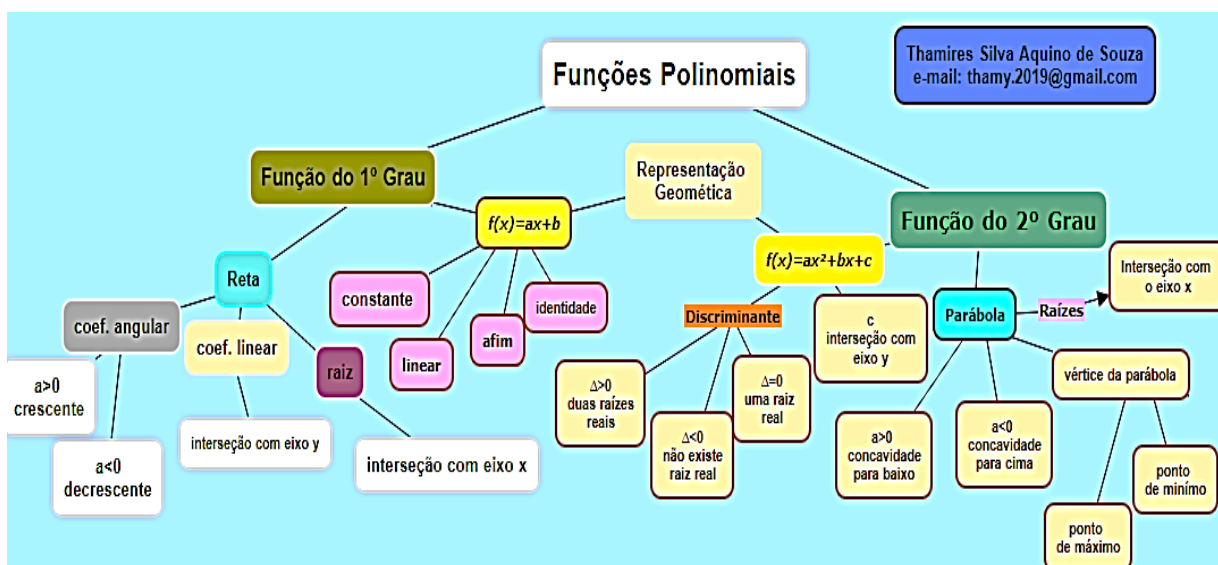 Funções Polinomiais
Thamires Silva Aquino de Souza
e-mail: thamy.2019@gmail.com
Função do 1º Grau
f(x)=ax+b
Representação
Geomética
Função do 2º Grau
f(x)=ax²+bx+c
Reta
coef. angular
coef. linear
raiz
a>0
crescente
a<0
decrescente
interseção com eixo y
interseção com eixo x
constante
linear
afim
identidade
Discriminante
Δ>0
duas raízes
reais
Δ<0
não existe
raiz real
Δ=0
uma raiz
real
c
interseção com
eixo y
Parábola
Raízes
Interseção com
o eixo x
a>0
concavidade
para baixo
a<0
concavidade
para cima
vértice da parábola
ponto
de máximo
ponto
de minímo